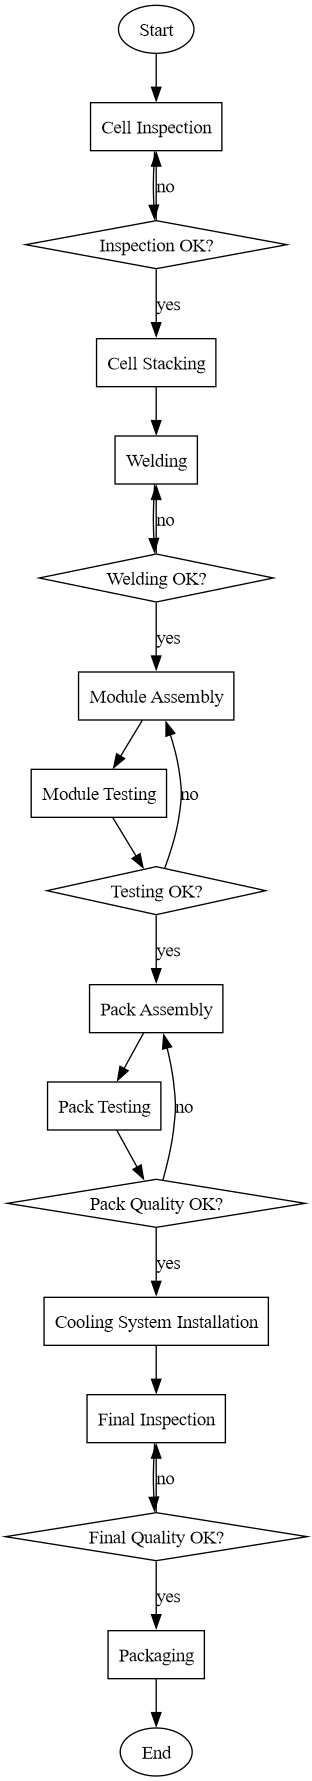 Start
Cell Inspection
no
Inspection OK?
yes
Cell Stacking
Welding
no
Welding OK?
yes
Module Assembly
Module Testing
no
Testing OK?
yes
Pack Assembly
Pack Testing
no
Pack Quality OK?
yes
Cooling System Installation
Final Inspection
no
Final Quality OK?
yes
Packaging
End